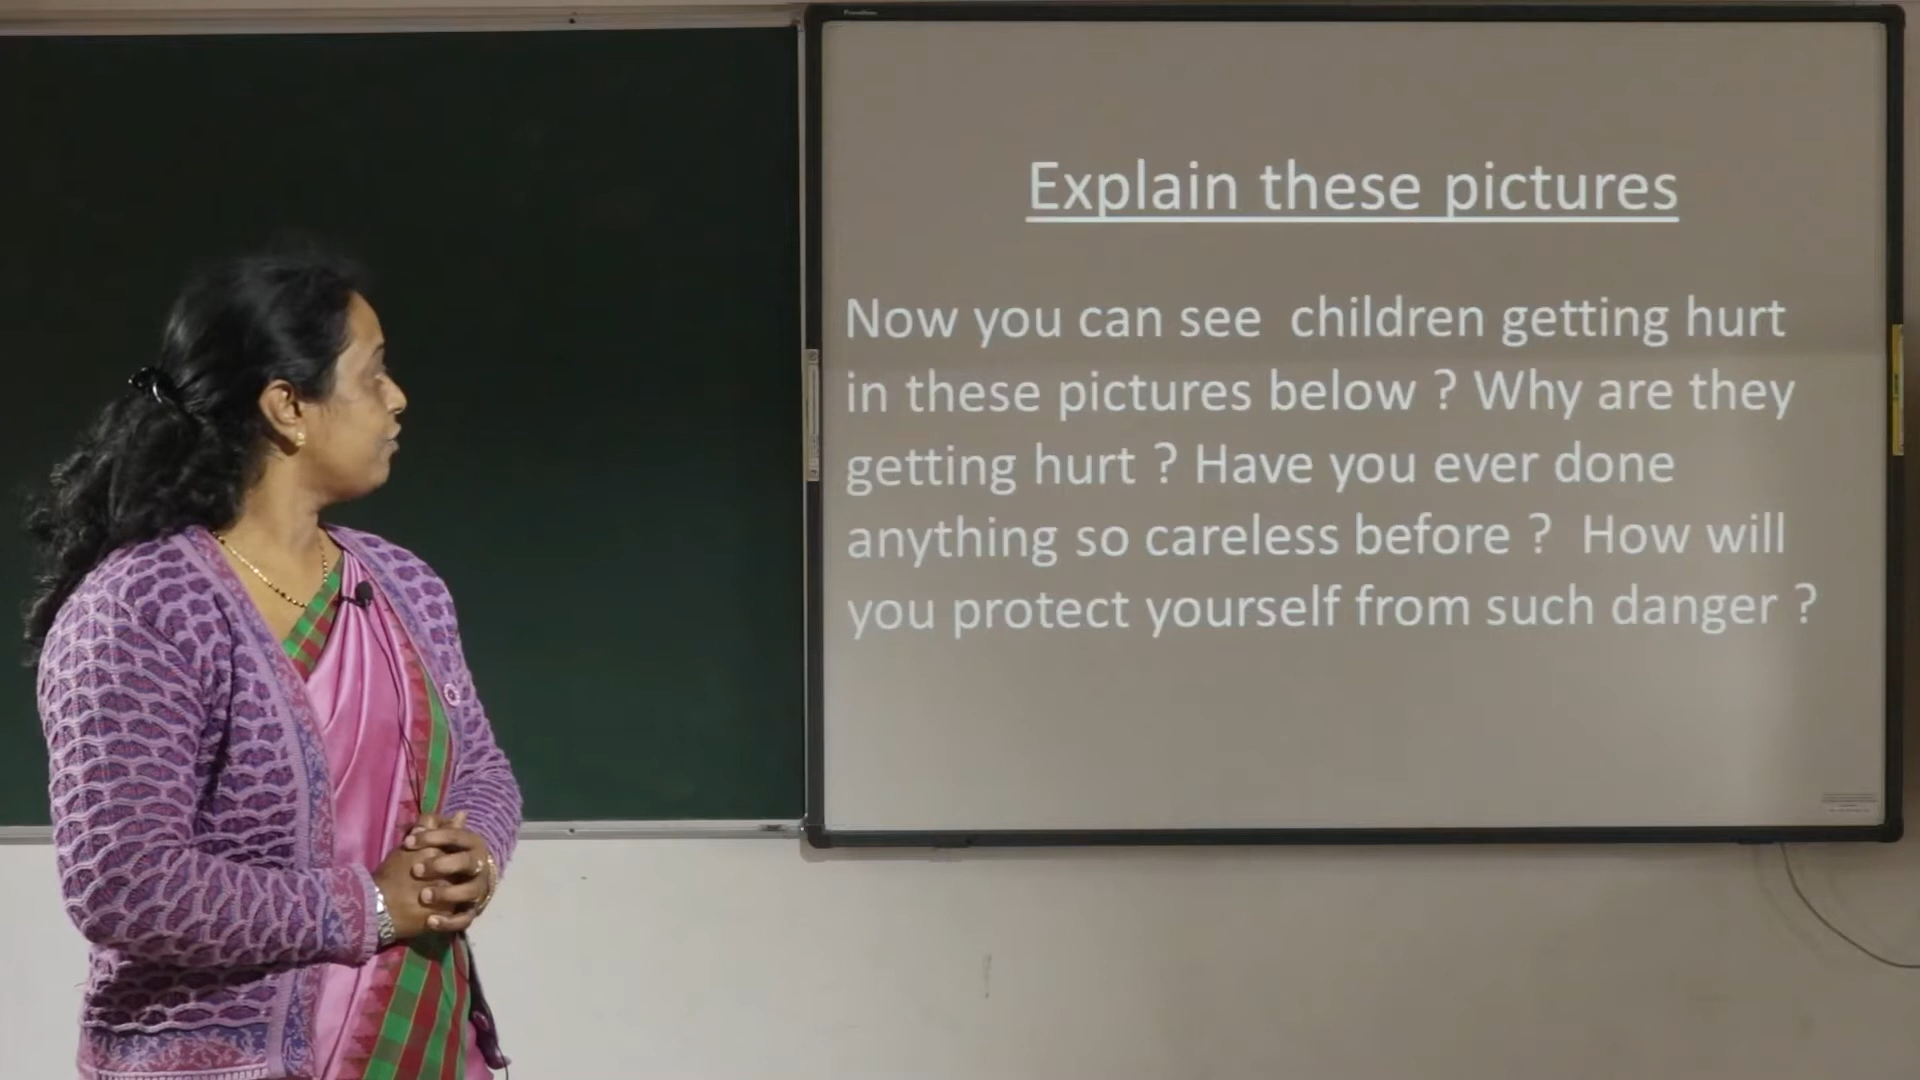 Explain these pictures
Now you can see children getting hurt
in these pictures below ? Why are they
getting hurt ? Have you ever done
anything so careless before ? How will
you protect yourself from such danger ?